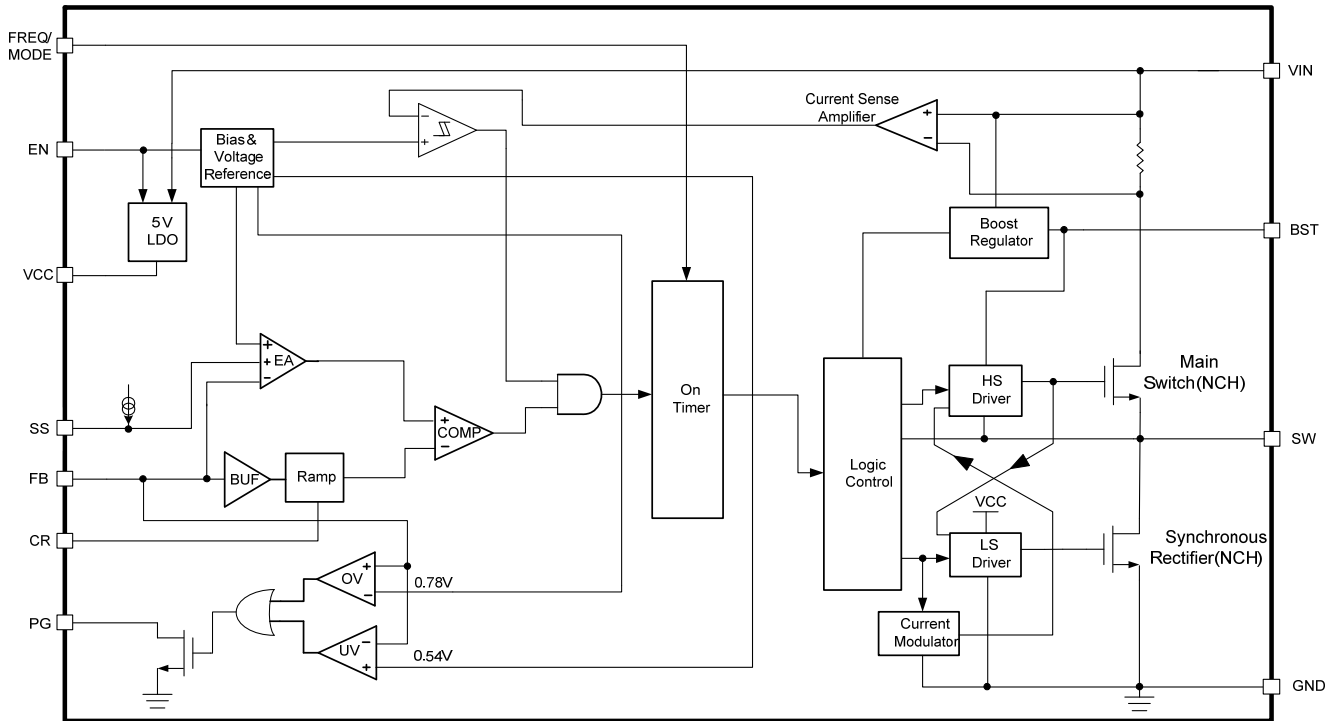 FREQ/
MODE
VIN
Current Sense
Amplifier
+
−
−
+
EN
Bias&
Voltage
Reference
5V
LDO
Boost
Regulator
BST
VCC
+
+
−
EA
On
Timer
HS
Driver
Main
Switch(NCH)
SS
+
−
COMP
SW
FB
BUF
Ramp
Logic
Control
VCC
CR
LS
Driver
Synchronous
Rectifier(NCH)
+
OV
−
0.78V
PG
Current
Modulator
−
UV
+
0.54V
GND